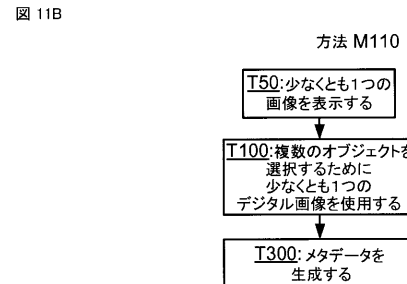 図 11B
方法 M110
T50:少なくとも1つの
画像を表示する
T100:複数のオブジェクトを
選択するために
少なくとも1つの
デジタル画像を使用する
T300:メタデータを
生成する